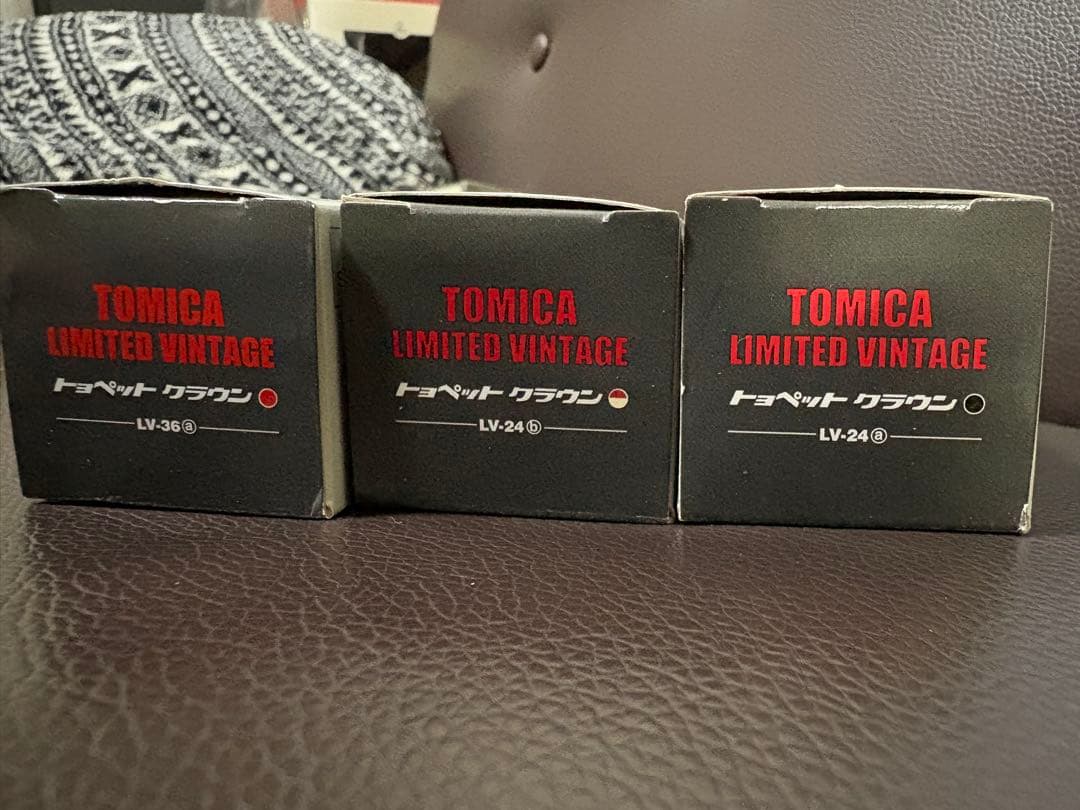 TOMICA
LIMITED VINTAGE
トヨペット クラウン
LV-36ⓐ
TOMICA
LIMITED VINTAGE
トヨペット クラウン
LV-24ⓑ
TOMICA
LIMITED VINTAGE
トヨペット クラウン
LV-24ⓐ